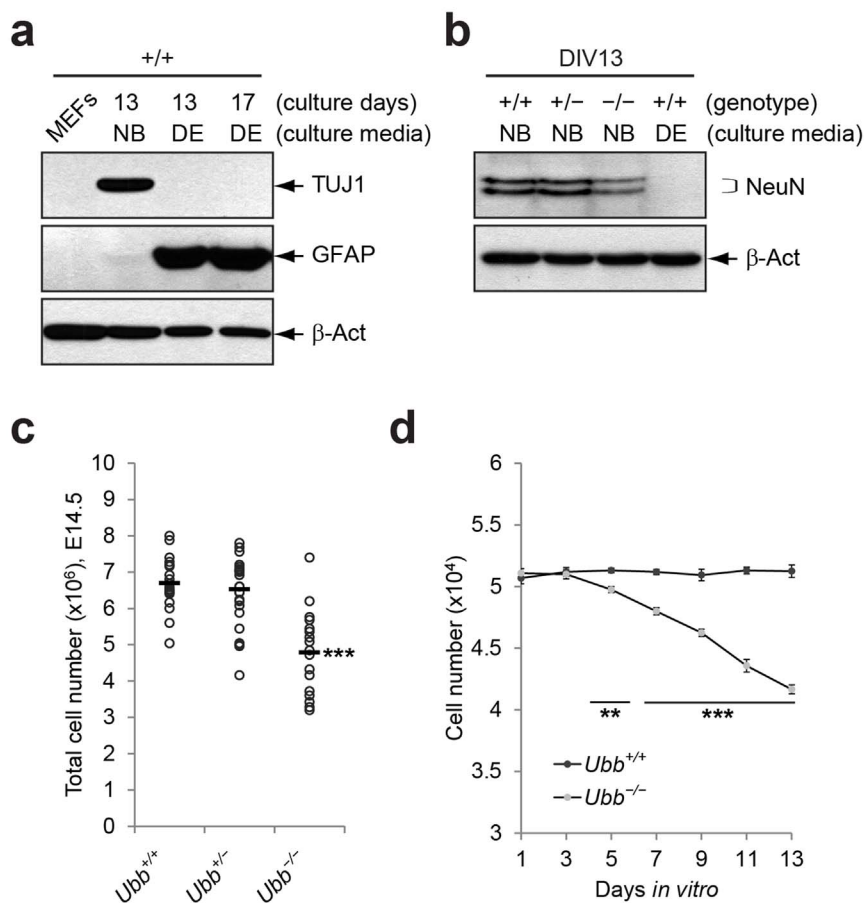 a
+/+
MEFs 13 13 17 (culture days)
NB DE DE (culture media)
TUJ1
GFAP
β-Act
b
DIV13
+/+ +/− −/− +/+ (genotype)
NB NB NB DE (culture media)
NeuN
β-Act
c
Total cell number (x10⁶), E14.5
10
9
8
7
6
5
4
3
2
1
0
***
Ubb+/+ Ubb+/− Ubb−/−
d
Cell number (x10⁴)
6
5.5
5
4.5
4
3.5
3
** ***
Ubb+/+
Ubb−/−
1 3 5 7 9 11 13
Days in vitro